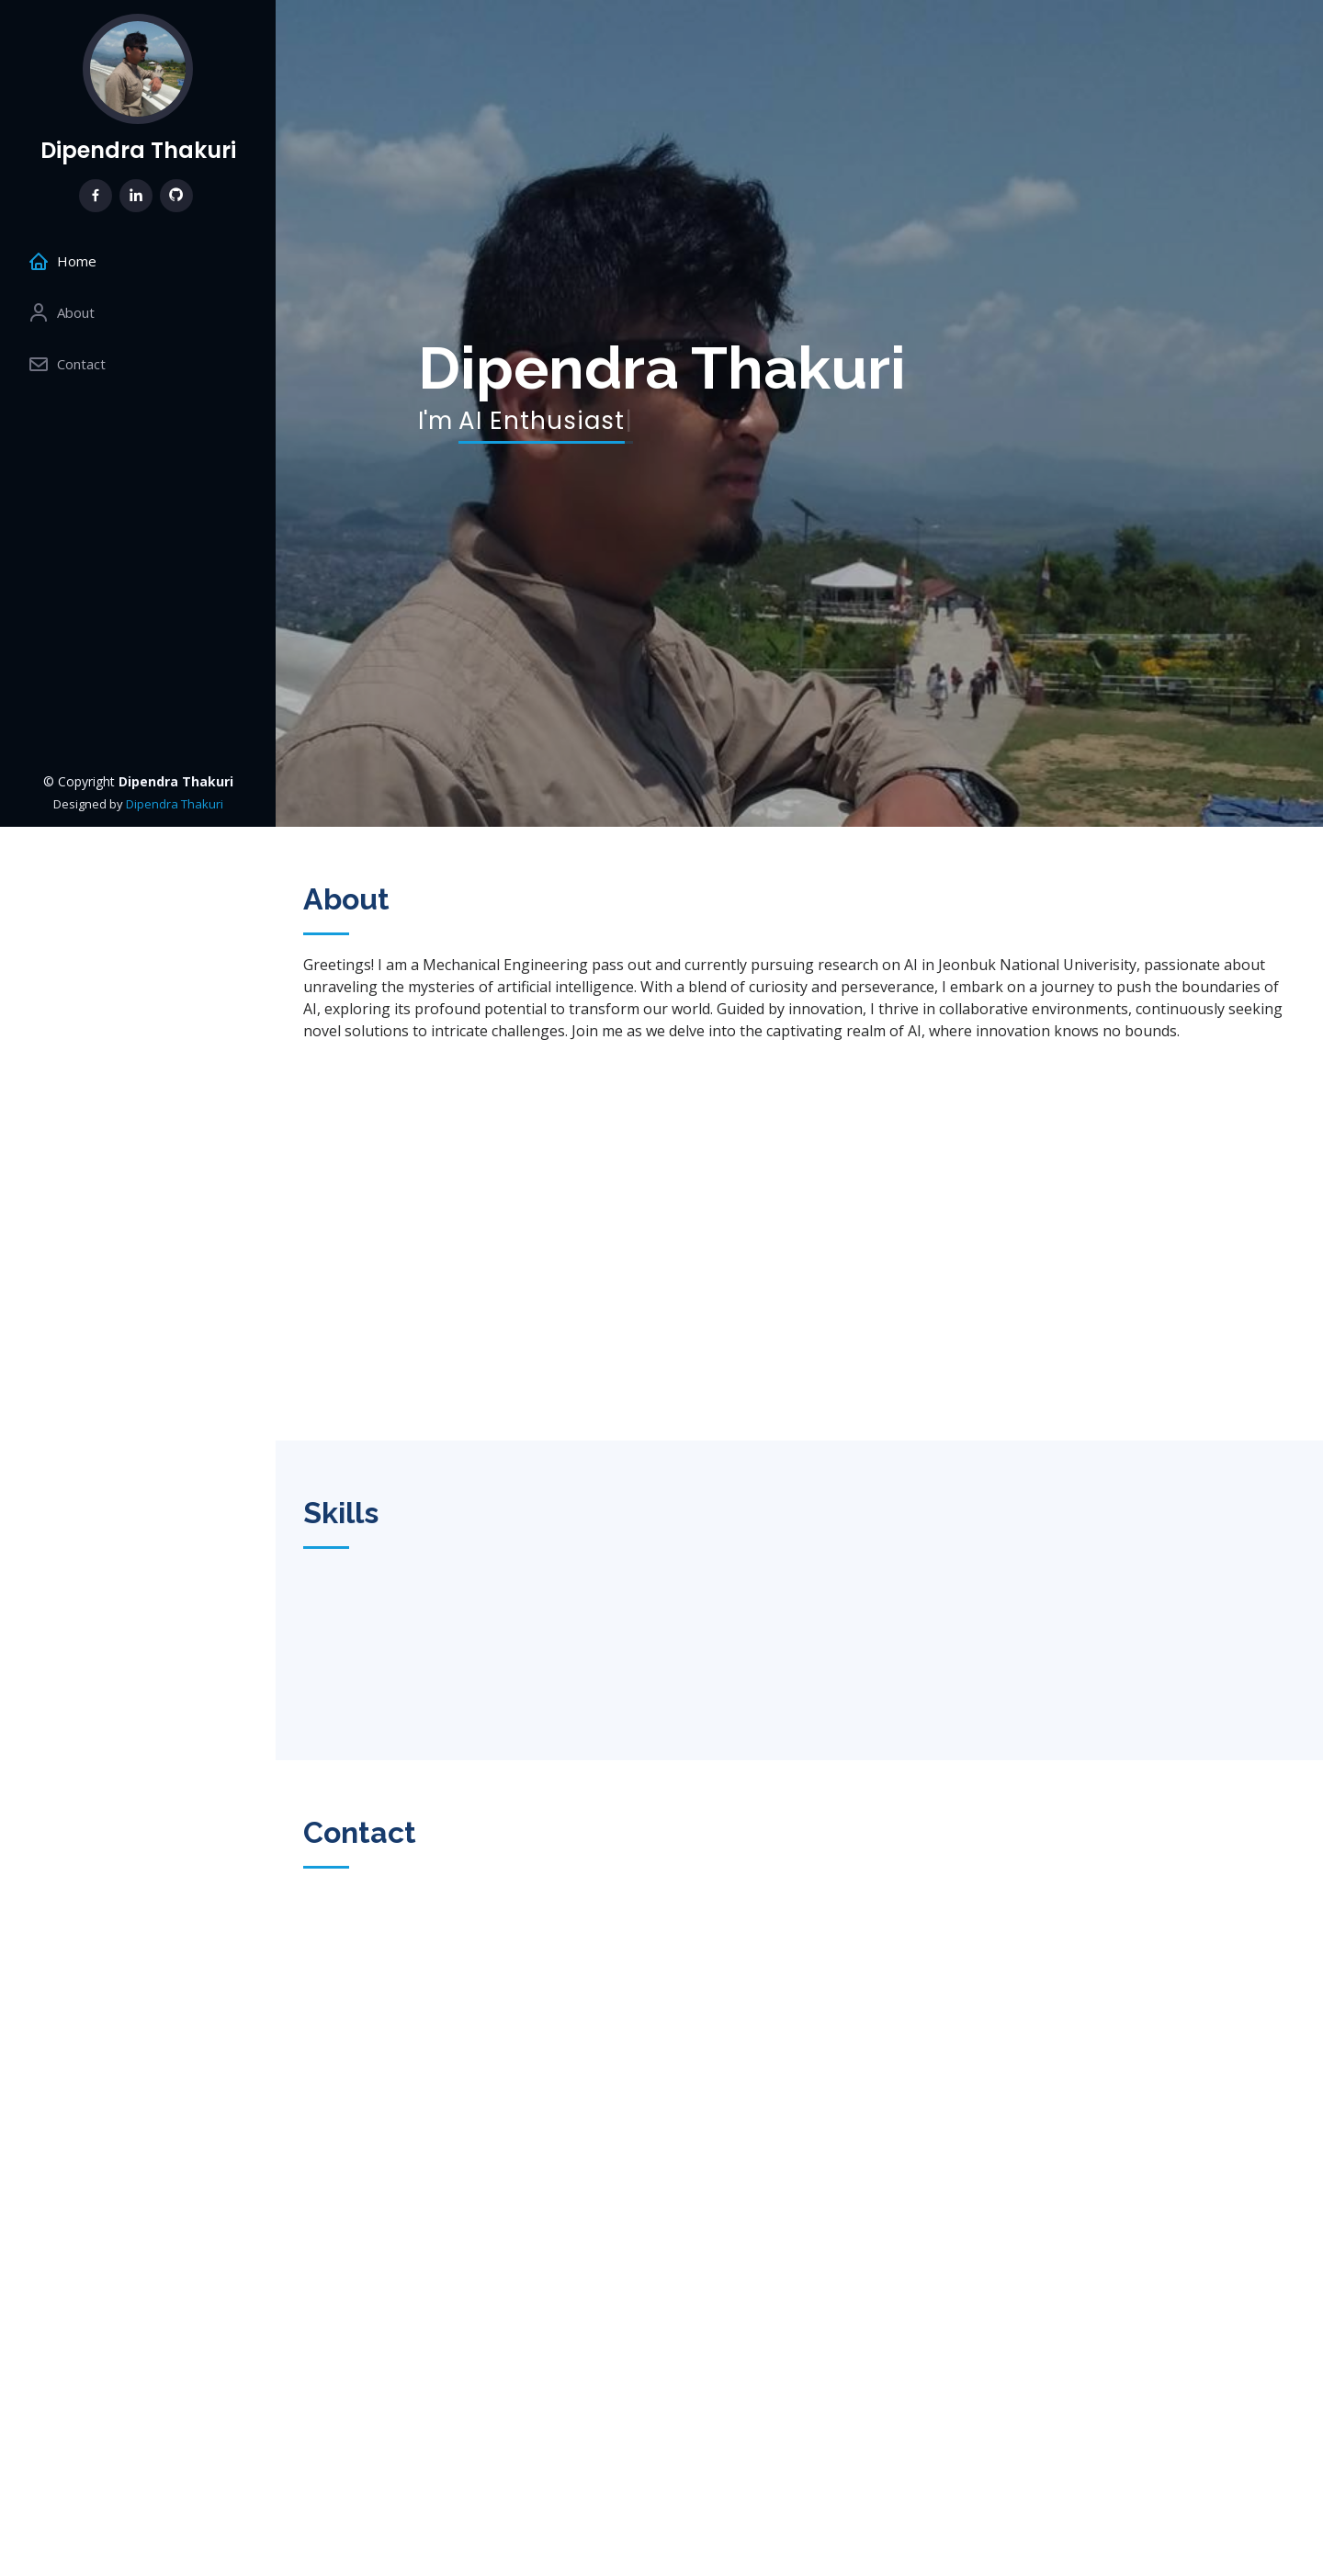 Dipendra Thakuri
Home
About
Contact
© Copyright Dipendra Thakuri
Designed by Dipendra Thakuri
Dipendra Thakuri
I'm AI Enthusiast
About
Greetings! I am a Mechanical Engineering pass out and currently pursuing research on AI in Jeonbuk National Univerisity, passionate about
unraveling the mysteries of artificial intelligence. With a blend of curiosity and perseverance, I embark on a journey to push the boundaries of
AI, exploring its profound potential to transform our world. Guided by innovation, I thrive in collaborative environments, continuously seeking
novel solutions to intricate challenges. Join me as we delve into the captivating realm of AI, where innovation knows no bounds.
Skills
Contact